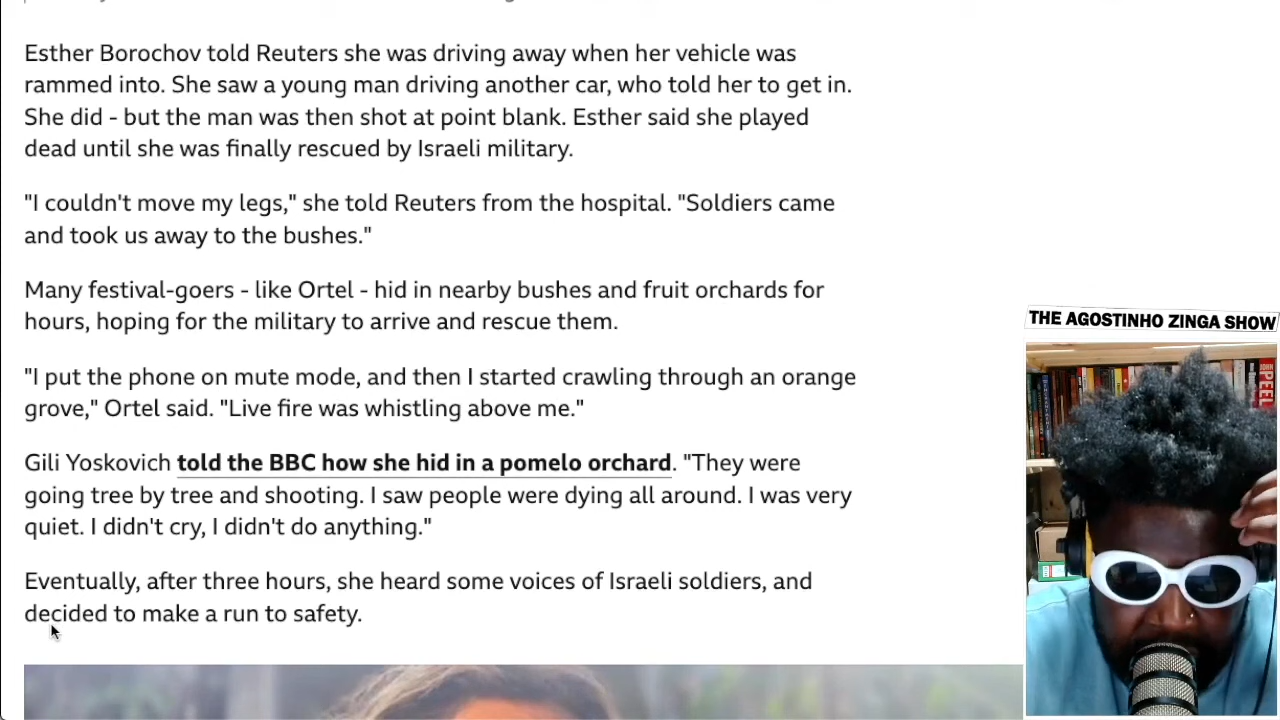 Esther Borochov told Reuters she was driving away when her vehicle was
rammed into. She saw a young man driving another car, who told her to get in.
She did - but the man was then shot at point blank. Esther said she played
dead until she was finally rescued by Israeli military.
"I couldn't move my legs," she told Reuters from the hospital. "Soldiers came
and took us away to the bushes."
Many festival-goers - like Ortel - hid in nearby bushes and fruit orchards for
hours, hoping for the military to arrive and rescue them.
"I put the phone on mute mode, and then I started crawling through an orange
grove," Ortel said. "Live fire was whistling above me."
Gili Yoskovich told the BBC how she hid in a pomelo orchard. "They were
going tree by tree and shooting. I saw people were dying all around. I was very
quiet. I didn't cry, I didn't do anything."
Eventually, after three hours, she heard some voices of Israeli soldiers, and
decided to make a run to safety.
THE AGOSTINHO ZINGA SHOW
JOHN
PEEL